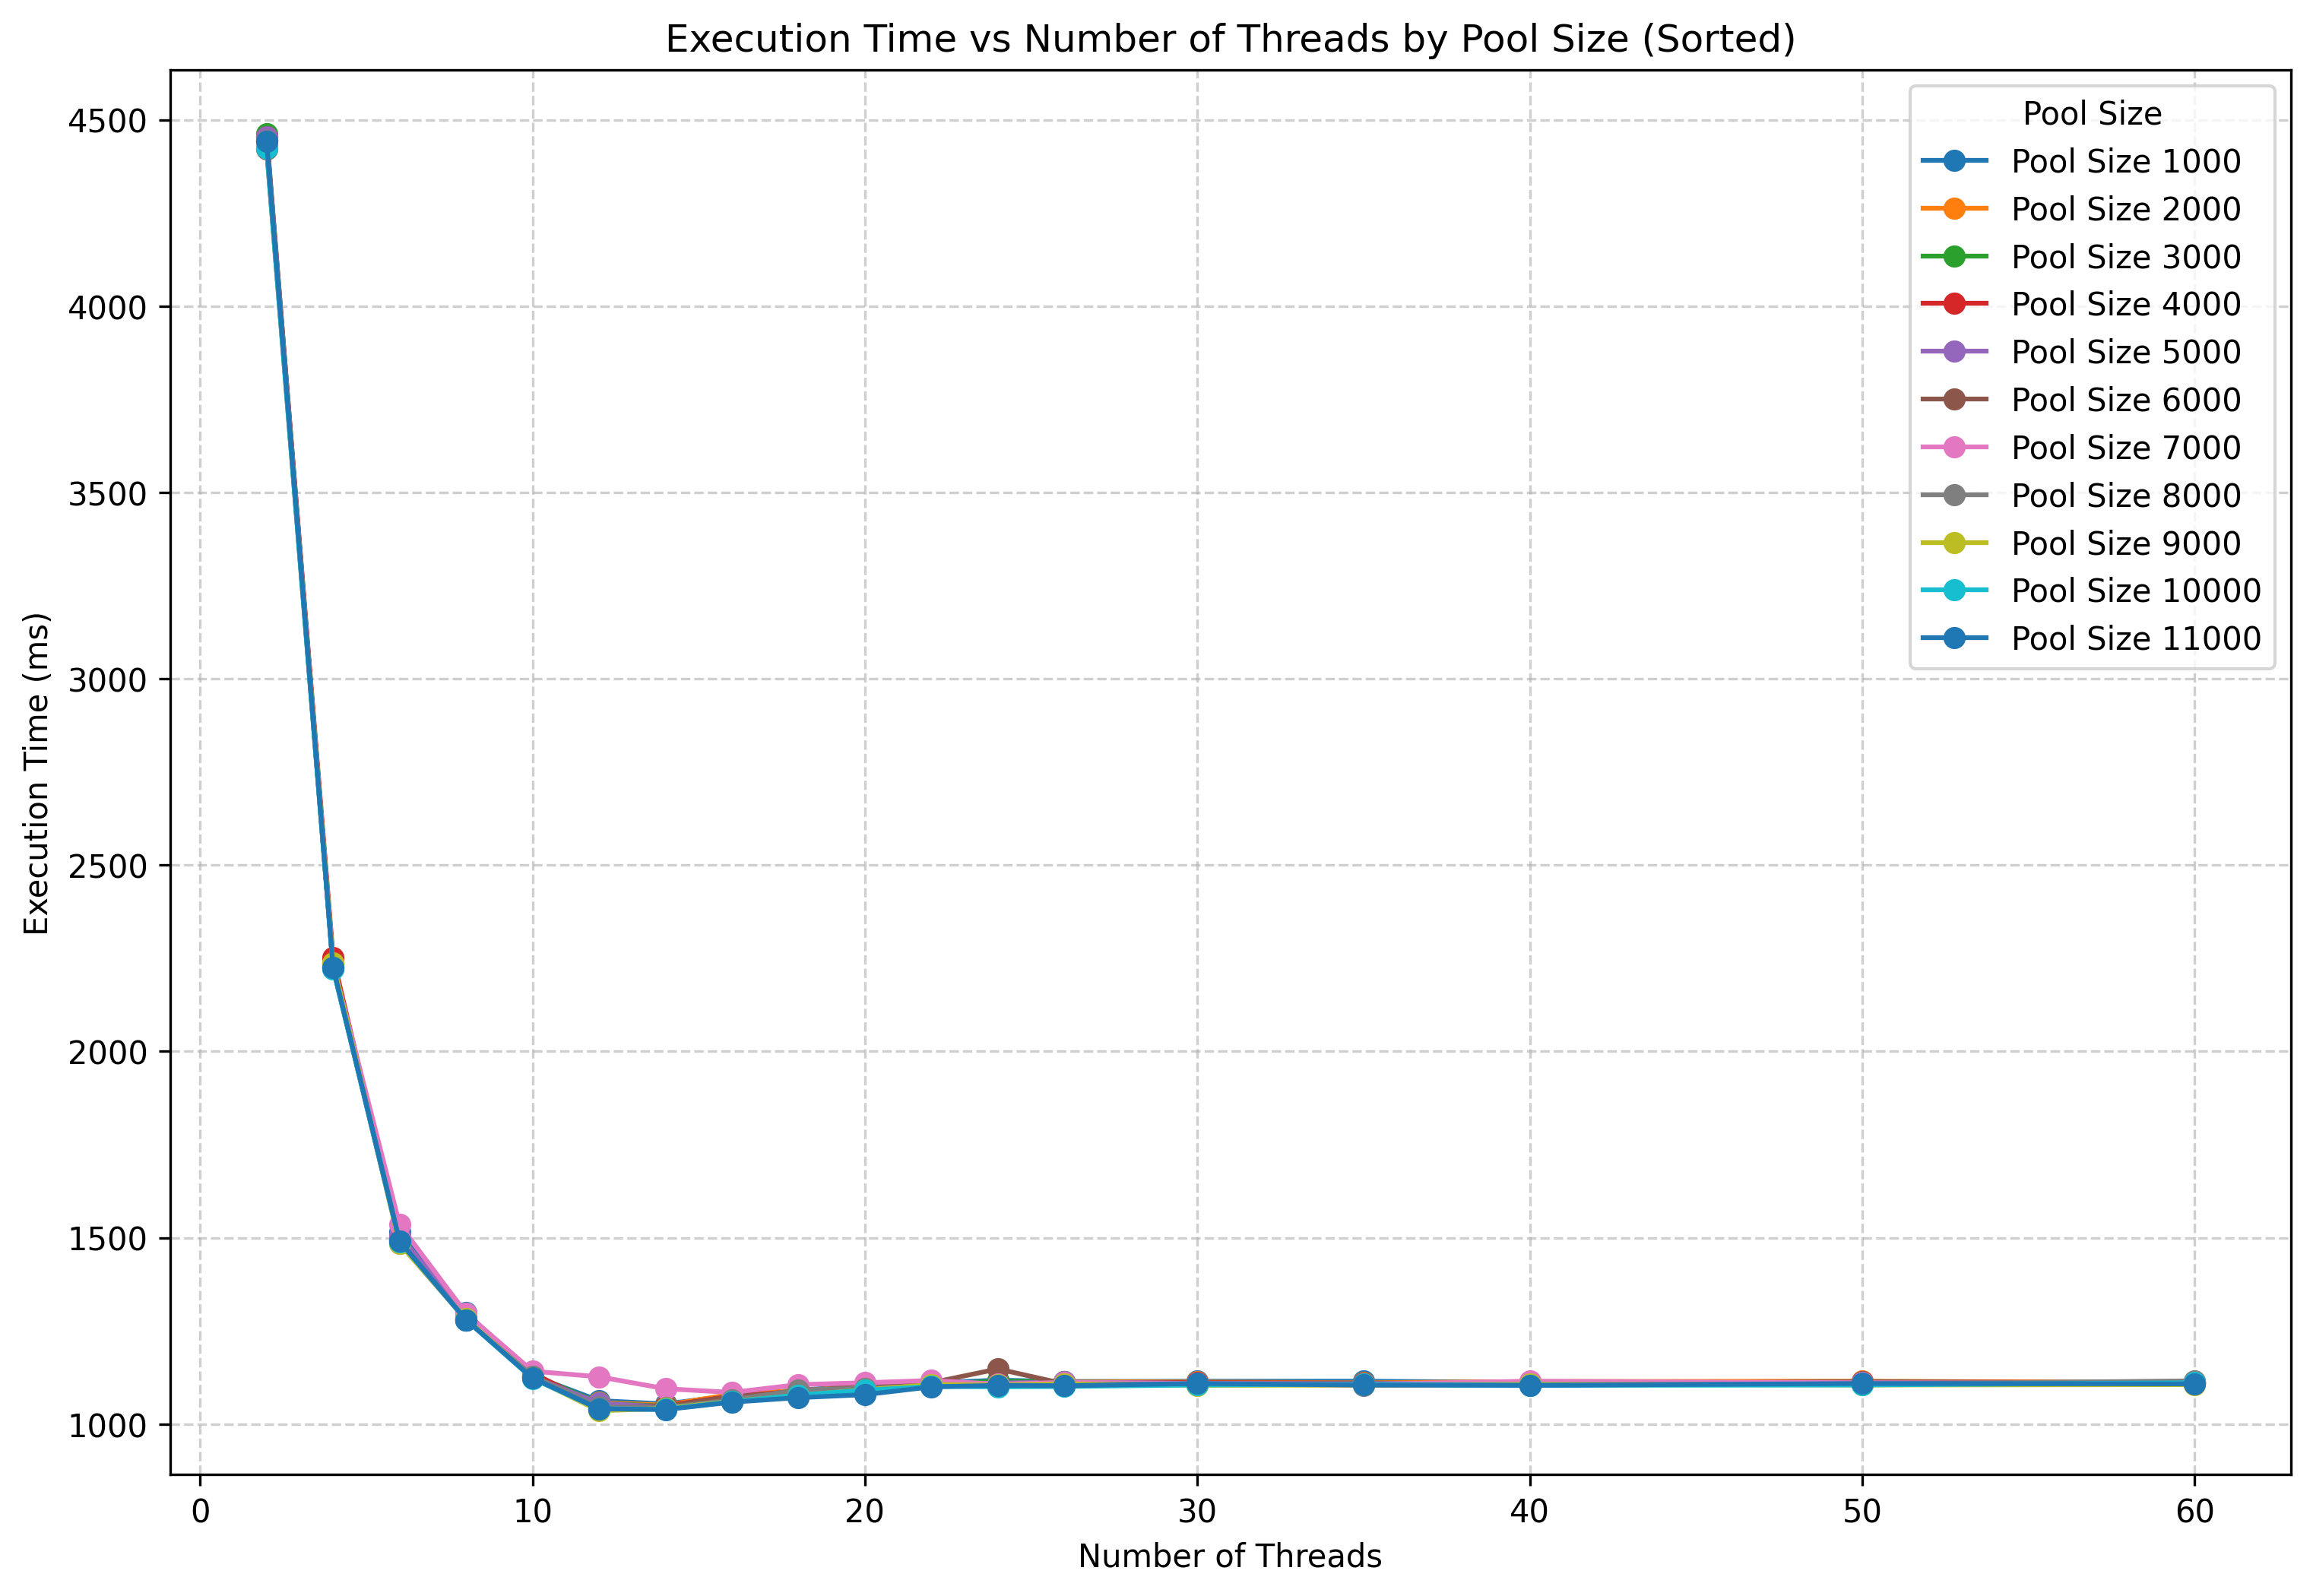 Execution Time vs Number of Threads by Pool Size (Sorted)
Pool Size
Pool Size 1000
Pool Size 2000
Pool Size 3000
Pool Size 4000
Pool Size 5000
Pool Size 6000
Pool Size 7000
Pool Size 8000
Pool Size 9000
Pool Size 10000
Pool Size 11000
Execution Time (ms)
4500
4000
3500
3000
2500
2000
1500
1000
0 10 20 30 40 50 60
Number of Threads